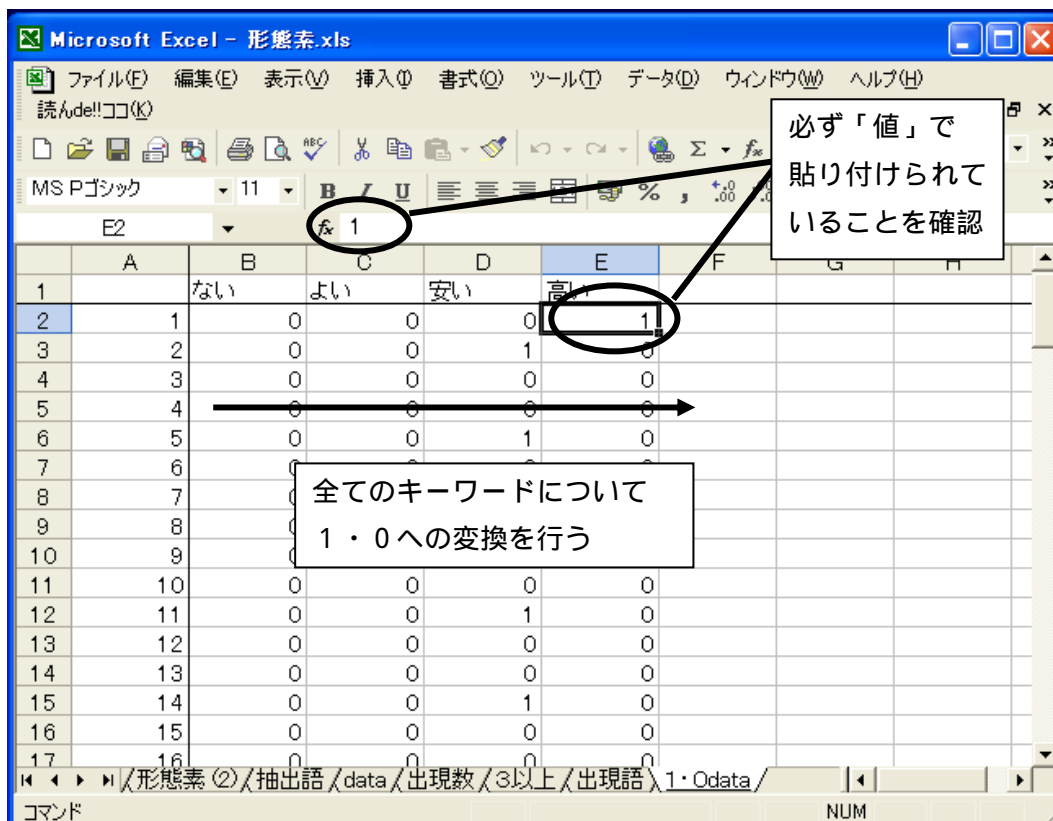 Microsoft Excel - 形態素.xls
ファイル(F) 編集(E) 表示(V) 挿入(I) 書式(O) ツール(T) データ(D) ウィンドウ(W) ヘルプ(H)
読んde!!ココ(K)
必ず「値」で
貼り付けられて
いることを確認
MS Pゴシック 11 B I U % ,
E2 fx 1
A B C D E F G H
1 ない よい 安い 高い
2 1 0 0 0 1
3 2 0 0 1 0
4 3 0 0 0 0
5 4 0 0 0 0
6 5 0 0 1 0
7 6
8 7
9 8
10 9
全てのキーワードについて
1・0への変換を行う
11 10 0 0 0 0
12 11 0 0 1 0
13 12 0 0 0 0
14 13 0 0 0 0
15 14 0 0 1 0
16 15 0 0 0 0
17 16 0 0 0 0
形態素 (2) 抽出語 data 出現数 3以上 出現語 1・0data
コマンド NUM